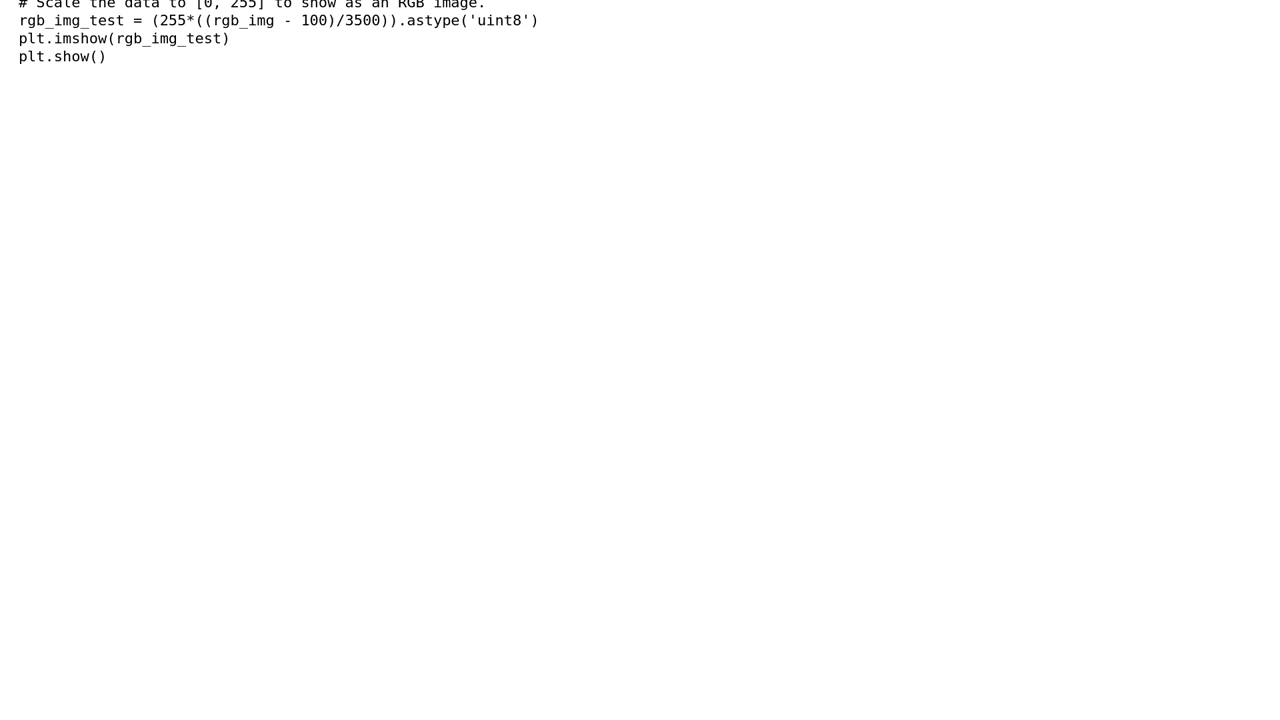 # Scale the data to [0, 255] to show as an RGB image.
rgb_img_test = (255*((rgb_img - 100)/3500)).astype('uint8')
plt.imshow(rgb_img_test)
plt.show()